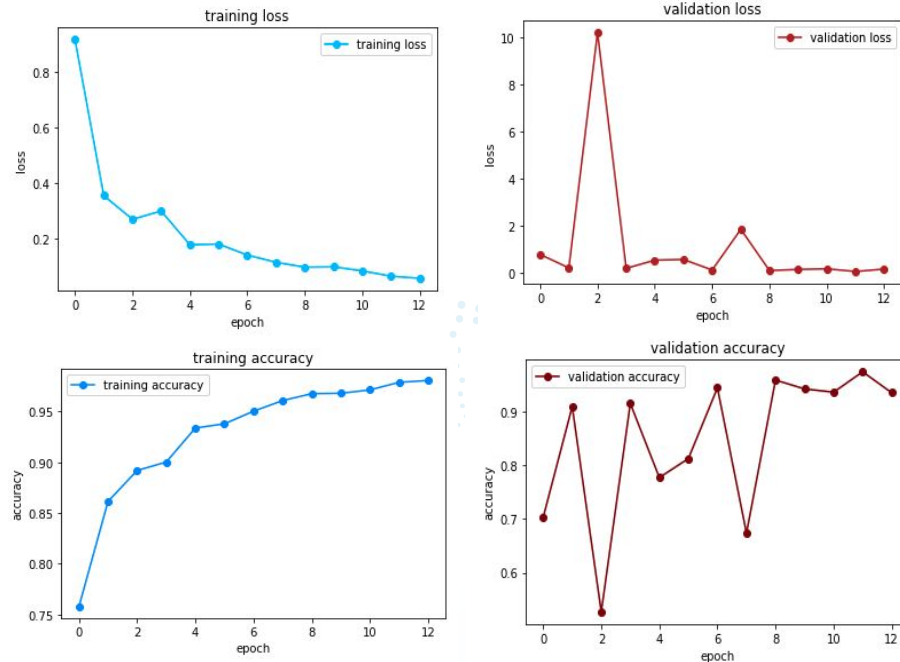 training loss
training loss
0.8
0.6
0.4
0.2
loss
0 2 4 6 8 10 12
epoch
validation loss
validation loss
10
8
6
4
2
0
loss
0 2 4 6 8 10 12
epoch
training accuracy
training accuracy
0.95
0.90
0.85
0.80
0.75
accuracy
0 2 4 6 8 10 12
epoch
validation accuracy
validation accuracy
0.9
0.8
0.7
0.6
accuracy
0 2 4 6 8 10 12
epoch